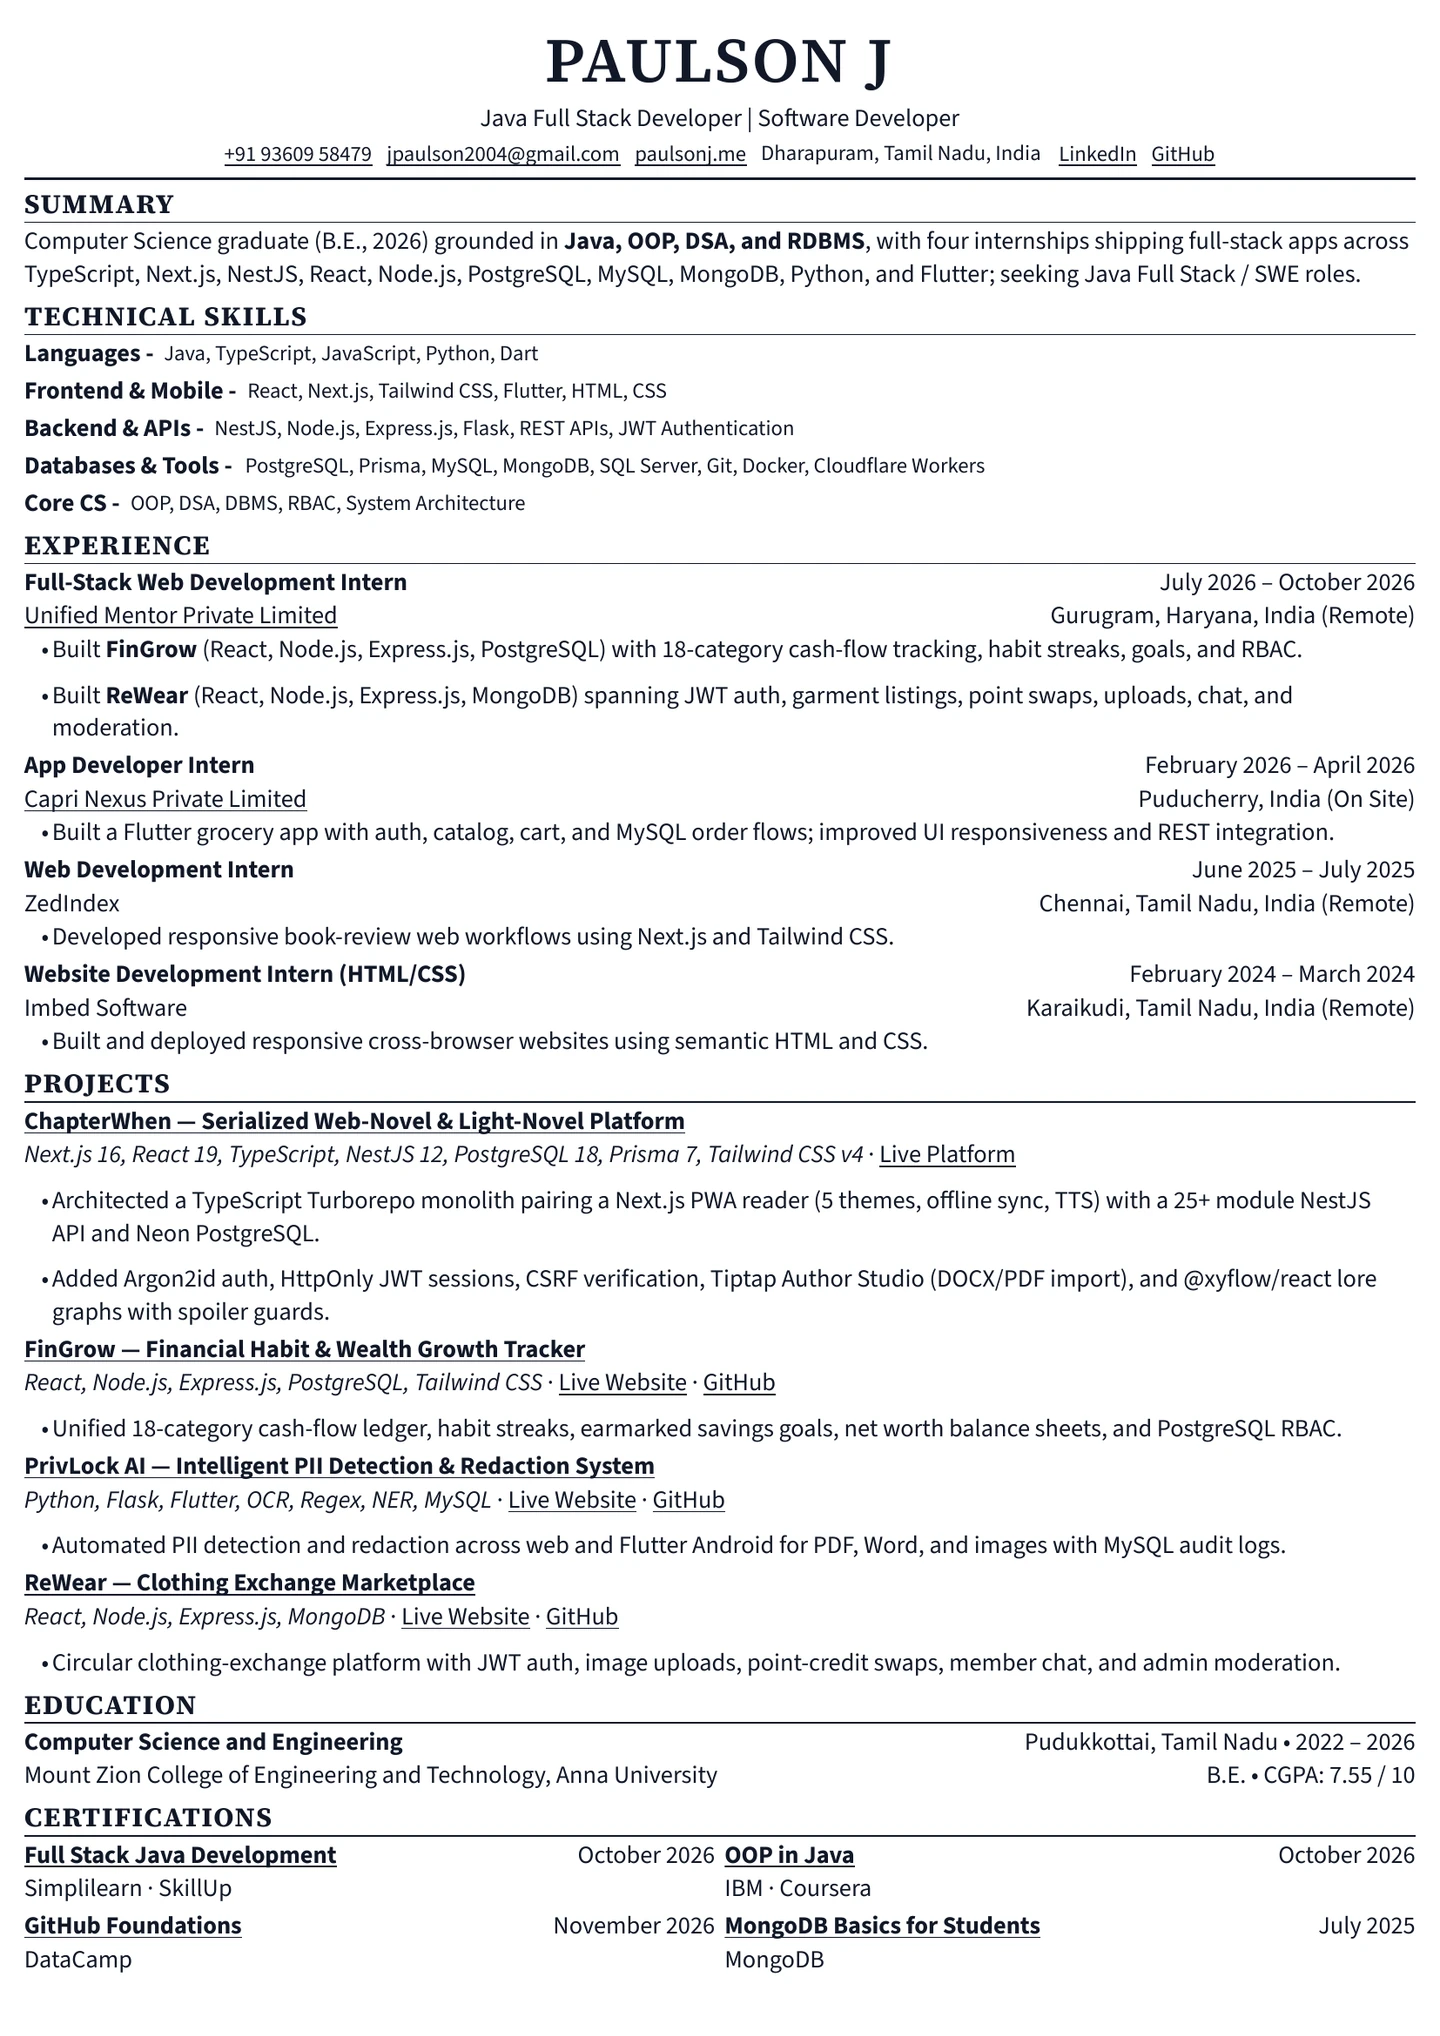 PAULSON J
Java Full Stack Developer | Software Developer
+91 93609 58479 jpaulson2004@gmail.com paulsonj.me Dharapuram, Tamil Nadu, India LinkedIn GitHub
SUMMARY
Computer Science graduate (B.E., 2026) grounded in Java, OOP, DSA, and RDBMS, with four internships shipping full-stack apps across
TypeScript, Next.js, NestJS, React, Node.js, PostgreSQL, MySQL, MongoDB, Python, and Flutter; seeking Java Full Stack / SWE roles.
TECHNICAL SKILLS
Languages - Java, TypeScript, JavaScript, Python, Dart
Frontend & Mobile - React, Next.js, Tailwind CSS, Flutter, HTML, CSS
Backend & APIs - NestJS, Node.js, Express.js, Flask, REST APIs, JWT Authentication
Databases & Tools - PostgreSQL, Prisma, MySQL, MongoDB, SQL Server, Git, Docker, Cloudflare Workers
Core CS - OOP, DSA, DBMS, RBAC, System Architecture
EXPERIENCE
Full-Stack Web Development Intern July 2026 – October 2026
Unified Mentor Private Limited Gurugram, Haryana, India (Remote)
• Built FinGrow (React, Node.js, Express.js, PostgreSQL) with 18-category cash-flow tracking, habit streaks, goals, and RBAC.
• Built ReWear (React, Node.js, Express.js, MongoDB) spanning JWT auth, garment listings, point swaps, uploads, chat, and
moderation.
App Developer Intern February 2026 – April 2026
Capri Nexus Private Limited Puducherry, India (On Site)
• Built a Flutter grocery app with auth, catalog, cart, and MySQL order flows; improved UI responsiveness and REST integration.
Web Development Intern June 2025 – July 2025
ZedIndex Chennai, Tamil Nadu, India (Remote)
• Developed responsive book-review web workflows using Next.js and Tailwind CSS.
Website Development Intern (HTML/CSS) February 2024 – March 2024
Imbed Software Karaikudi, Tamil Nadu, India (Remote)
• Built and deployed responsive cross-browser websites using semantic HTML and CSS.
PROJECTS
ChapterWhen — Serialized Web-Novel & Light-Novel Platform
Next.js 16, React 19, TypeScript, NestJS 12, PostgreSQL 18, Prisma 7, Tailwind CSS v4 · Live Platform
• Architected a TypeScript Turborepo monolith pairing a Next.js PWA reader (5 themes, offline sync, TTS) with a 25+ module NestJS
API and Neon PostgreSQL.
• Added Argon2id auth, HttpOnly JWT sessions, CSRF verification, Tiptap Author Studio (DOCX/PDF import), and @xyflow/react lore
graphs with spoiler guards.
FinGrow — Financial Habit & Wealth Growth Tracker
React, Node.js, Express.js, PostgreSQL, Tailwind CSS · Live Website · GitHub
• Unified 18-category cash-flow ledger, habit streaks, earmarked savings goals, net worth balance sheets, and PostgreSQL RBAC.
PrivLock AI — Intelligent PII Detection & Redaction System
Python, Flask, Flutter, OCR, Regex, NER, MySQL · Live Website · GitHub
• Automated PII detection and redaction across web and Flutter Android for PDF, Word, and images with MySQL audit logs.
ReWear — Clothing Exchange Marketplace
React, Node.js, Express.js, MongoDB · Live Website · GitHub
• Circular clothing-exchange platform with JWT auth, image uploads, point-credit swaps, member chat, and admin moderation.
EDUCATION
Computer Science and Engineering Pudukkottai, Tamil Nadu • 2022 – 2026
Mount Zion College of Engineering and Technology, Anna University B.E. • CGPA: 7.55 / 10
CERTIFICATIONS
Full Stack Java Development October 2026 OOP in Java October 2026
Simplilearn · SkillUp IBM · Coursera
GitHub Foundations November 2026 MongoDB Basics for Students July 2025
DataCamp MongoDB